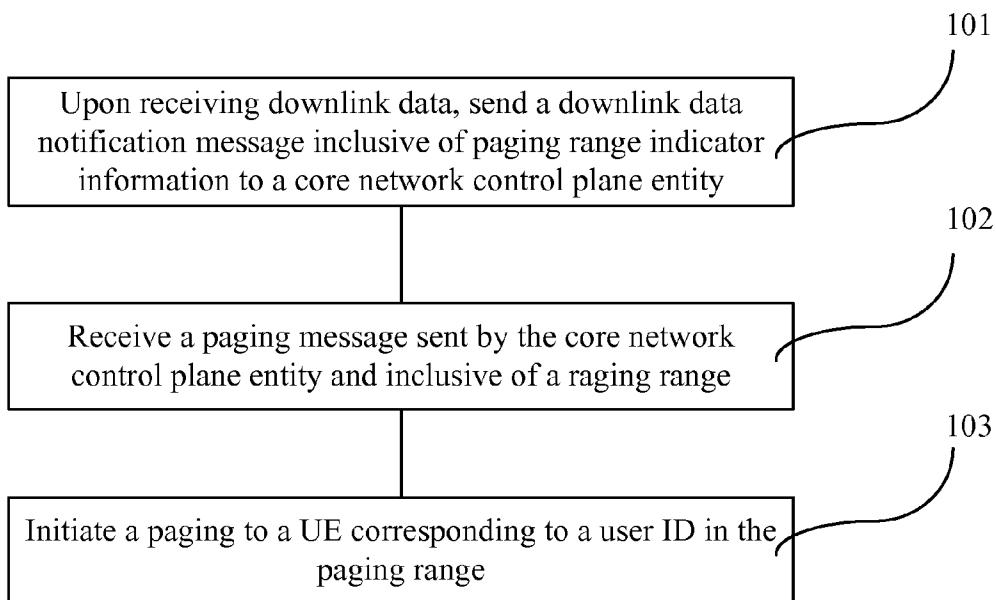 101
Upon receiving downlink data, send a downlink data
notification message inclusive of paging range indicator
information to a core network control plane entity
102
Receive a paging message sent by the core network
control plane entity and inclusive of a raging range
103
Initiate a paging to a UE corresponding to a user ID in the
paging range